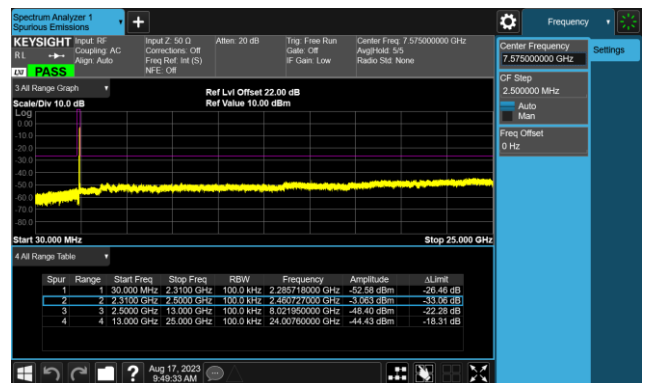 Spectrum Analyzer 1
Spurious Emissions
Frequency
KEYSIGHT Input: RF Input Z: 50 Ω Atten: 20 dB Trig: Free Run Center Freq: 7.575000000 GHz
RL Coupling: AC Corrections: Off Gate: Off Avg|Hold: 5/5
Align: Auto Freq Ref: Int (S) IF Gain: Low Radio Std: None
LXI PASS NFE: Off
Center Frequency
7.575000000 GHz
Settings
CF Step
2.500000 MHz
Auto
Man
Freq Offset
0 Hz
3 All Range Graph
Ref Lvl Offset 22.00 dB
Scale/Div 10.0 dB Ref Value 10.00 dBm
Log
0.00
-10.0
-20.0
-30.0
-40.0
-50.0
-60.0
-70.0
-80.0
Start 30.000 MHz Stop 25.000 GHz
4 All Range Table
Spur Range Start Freq Stop Freq RBW Frequency Amplitude ΔLimit
1 1 30.000 MHz 2.3100 GHz 100.0 kHz 2.285718000 GHz -52.58 dBm -26.46 dB
2 2 2.3100 GHz 2.5000 GHz 100.0 kHz 2.460727000 GHz -3.063 dBm -33.06 dB
3 3 2.5000 GHz 13.000 GHz 100.0 kHz 8.021950000 GHz -48.40 dBm -22.28 dB
4 4 13.000 GHz 25.000 GHz 100.0 kHz 24.00760000 GHz -44.43 dBm -18.31 dB
Aug 17, 2023
9:49:33 AM